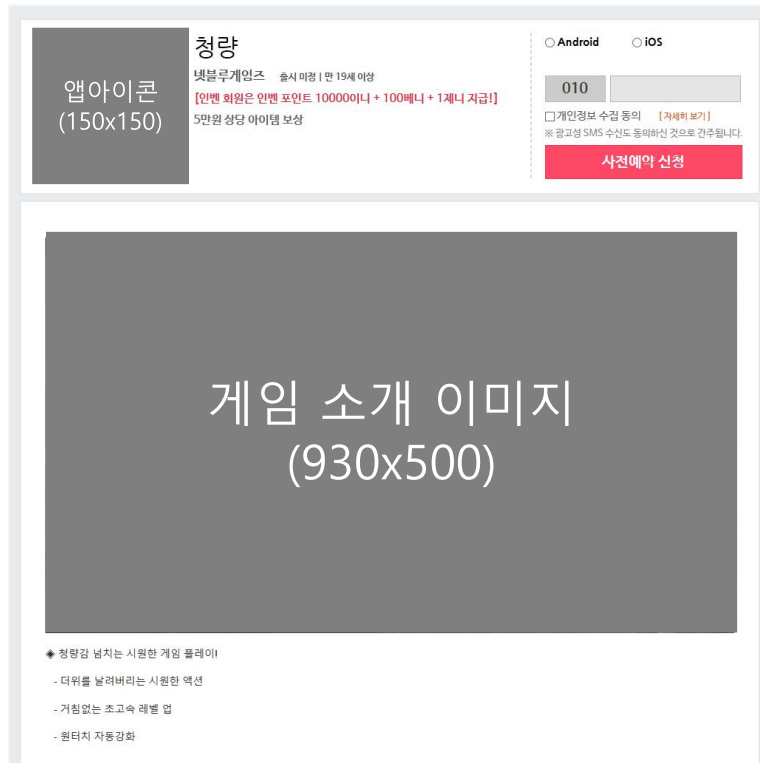 앱아이콘
(150x150)
청량
넷블루게임즈 출시 미정 | 만 19세 이상
[인벤 회원은 인벤 포인트 10000이니 + 100베니 + 1제니 지급!]
5만원 상당 아이템 보상
Android iOS
010
개인정보 수집 동의 [자세히 보기]
※ 광고성 SMS 수신도 동의하신 것으로 간주됩니다.
사전예약 신청
게임 소개 이미지
(930x500)
◈ 청량감 넘치는 시원한 게임 플레이!
- 더위를 날려버리는 시원한 액션
- 거침없는 초고속 레벨 업
- 원터치 자동강화